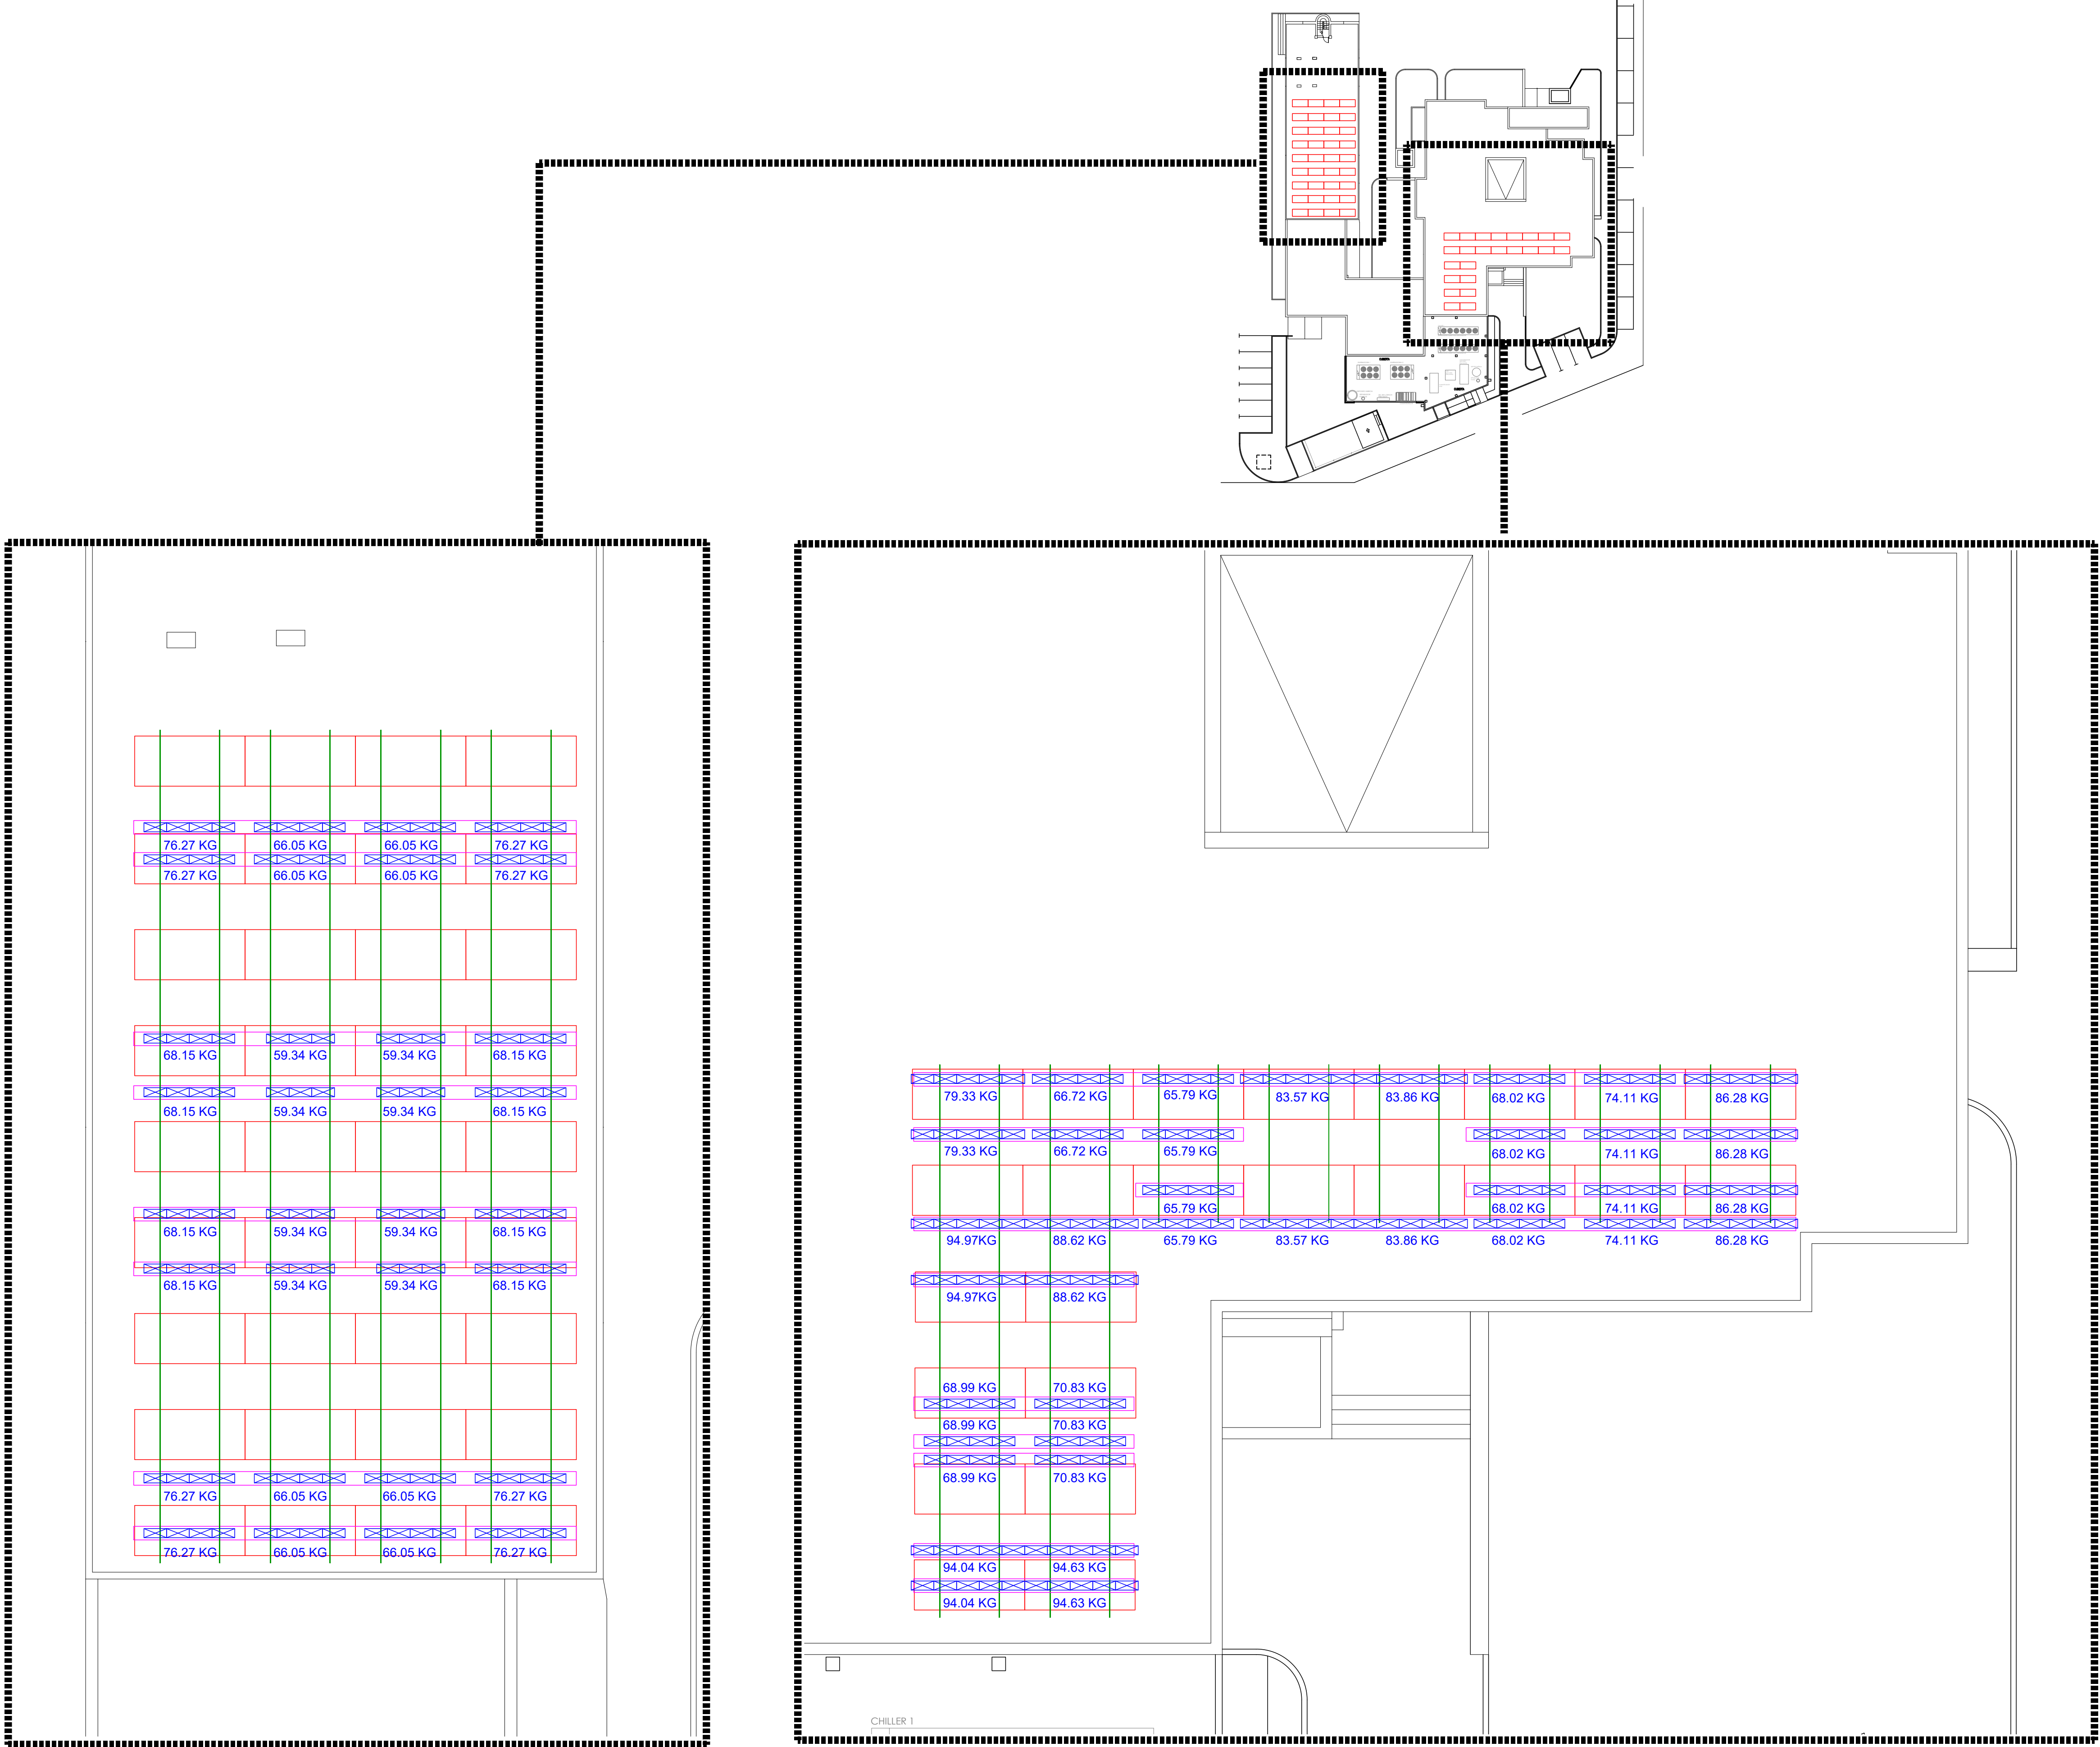 76.27 KG 66.05 KG 66.05 KG 76.27 KG
76.27 KG 66.05 KG 66.05 KG 76.27 KG
68.15 KG 59.34 KG 59.34 KG 68.15 KG
68.15 KG 59.34 KG 59.34 KG 68.15 KG
68.15 KG 59.34 KG 59.34 KG 68.15 KG
68.15 KG 59.34 KG 59.34 KG 68.15 KG
76.27 KG 66.05 KG 66.05 KG 76.27 KG
76.27 KG 66.05 KG 66.05 KG 76.27 KG
79.33 KG 66.72 KG 65.79 KG 83.57 KG 83.86 KG 68.02 KG 74.11 KG 86.28 KG
79.33 KG 66.72 KG 65.79 KG 68.02 KG 74.11 KG 86.28 KG
65.79 KG 68.02 KG 74.11 KG 86.28 KG
94.97KG 88.62 KG 65.79 KG 83.57 KG 83.86 KG 68.02 KG 74.11 KG 86.28 KG
94.97KG 88.62 KG
68.99 KG 70.83 KG
68.99 KG 70.83 KG
68.99 KG 70.83 KG
94.04 KG 94.63 KG
94.04 KG 94.63 KG
CHILLER 1